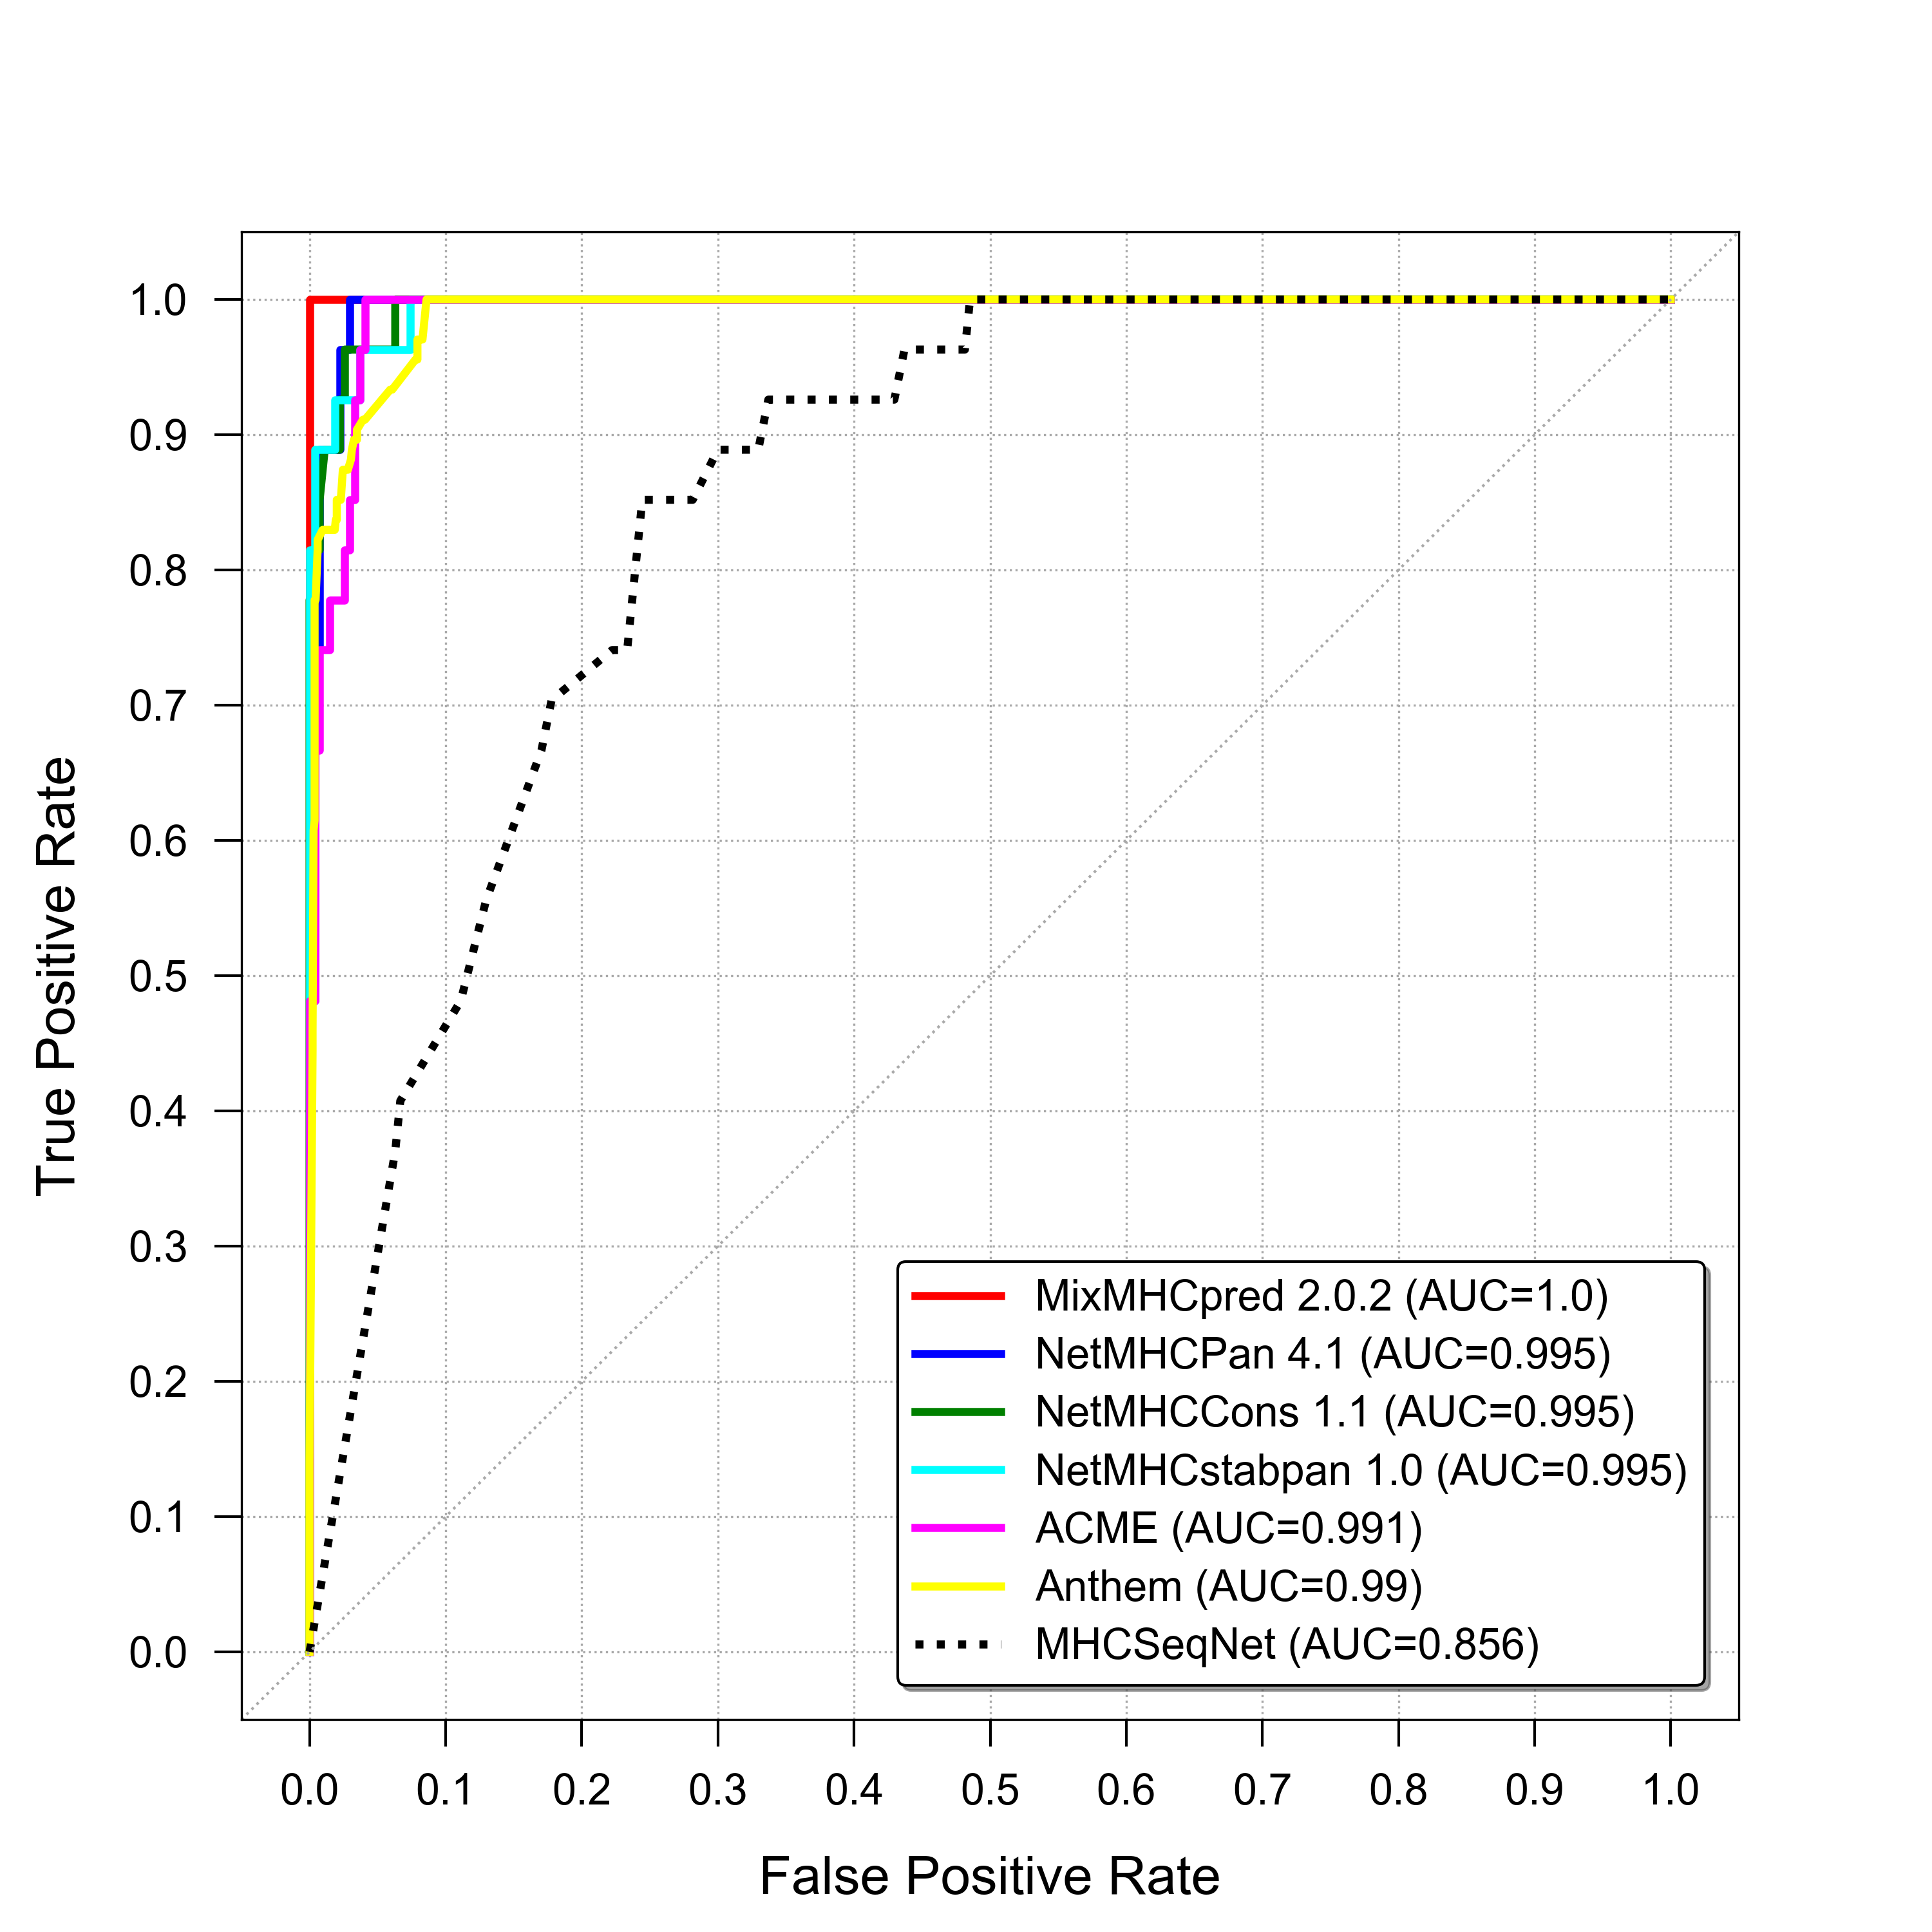 1.0
0.9
0.8
0.7
0.6
0.5
0.4
0.3
0.2
0.1
0.0
True Positive Rate
MixMHCpred 2.0.2 (AUC=1.0)
NetMHCPan 4.1 (AUC=0.995)
NetMHCCons 1.1 (AUC=0.995)
NetMHCstabpan 1.0 (AUC=0.995)
ACME (AUC=0.991)
Anthem (AUC=0.99)
MHCSeqNet (AUC=0.856)
0.0 0.1 0.2 0.3 0.4 0.5 0.6 0.7 0.8 0.9 1.0
False Positive Rate